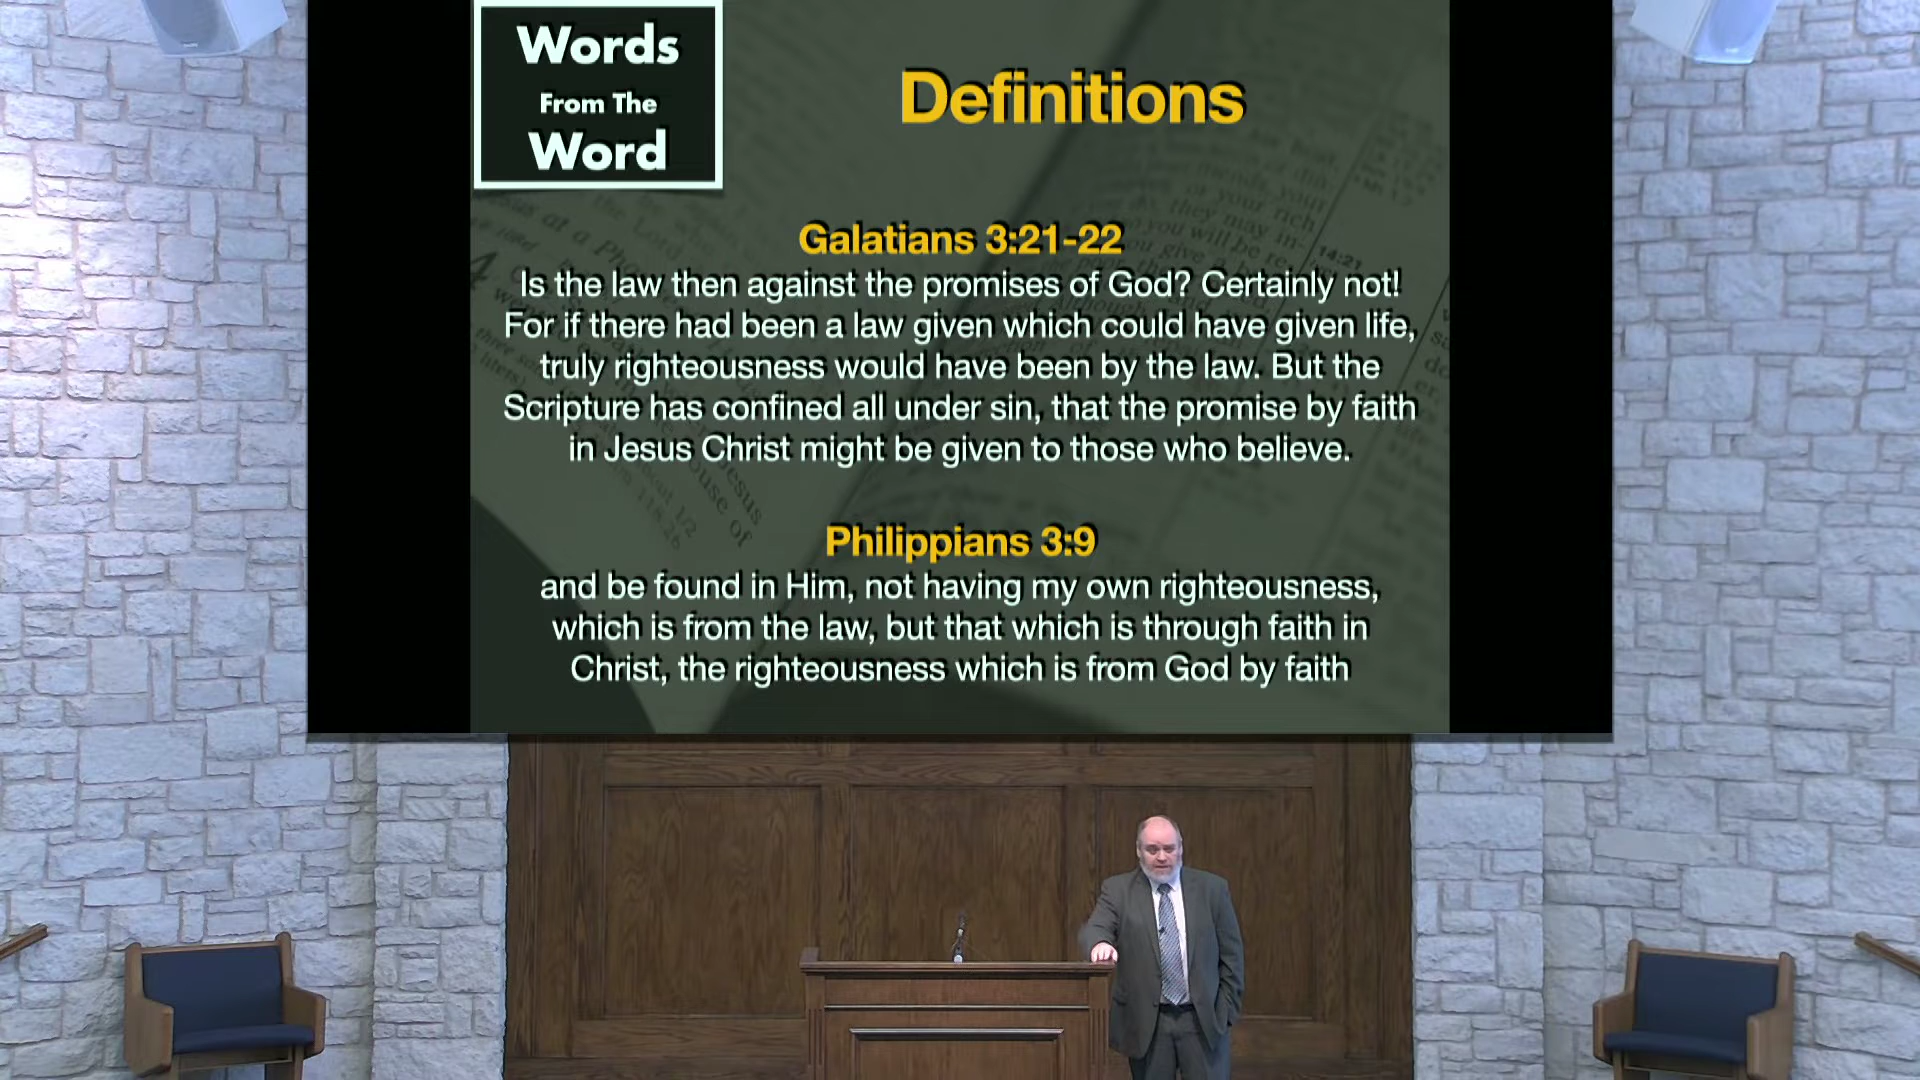 Words
From The
Word
Definitions
Galatians 3:21-22
Is the law then against the promises of God? Certainly not!
For if there had been a law given which could have given life,
truly righteousness would have been by the law. But the
Scripture has confined all under sin, that the promise by faith
in Jesus Christ might be given to those who believe.
Philippians 3:9
and be found in Him, not having my own righteousness,
which is from the law, but that which is through faith in
Christ, the righteousness which is from God by faith